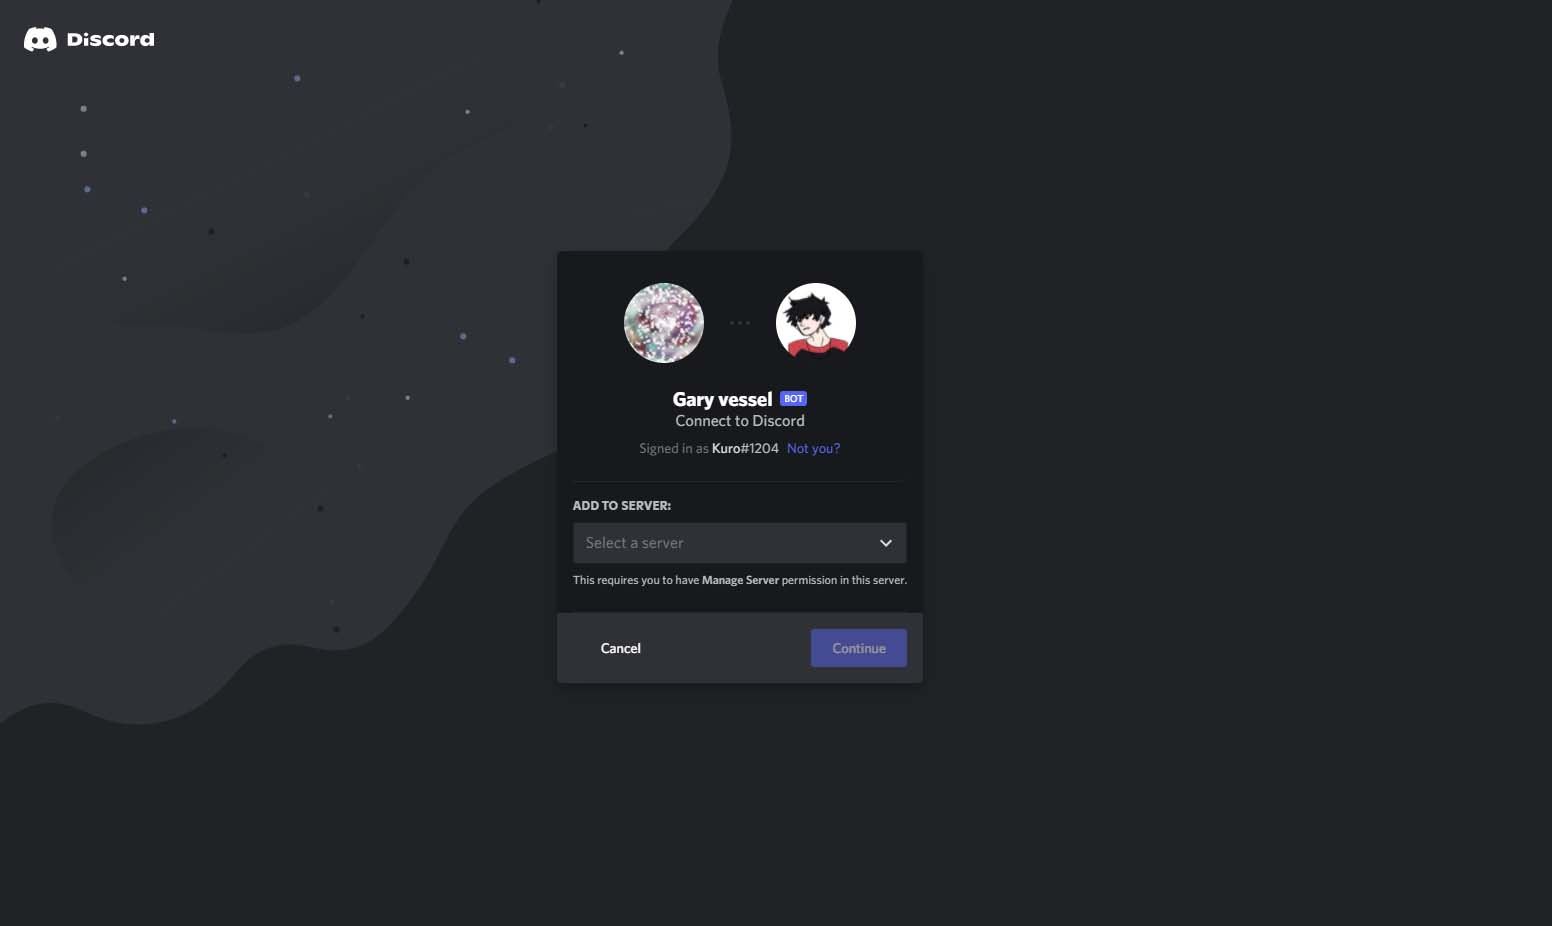 Discord
Gary vessel BOT
Connect to Discord
Signed in as Kuro#1204 Not you?
ADD TO SERVER:
Select a server
This requires you to have Manage Server permission in this server.
Cancel
Continue